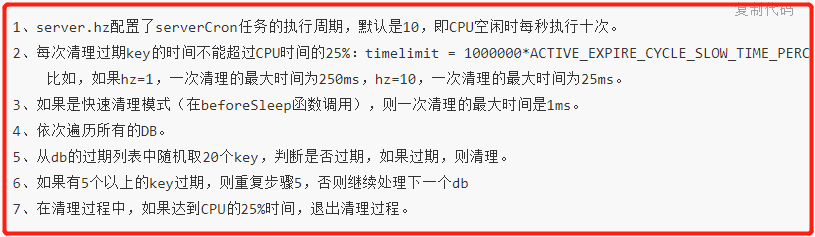 复制代码
1、server.hz配置了serverCron任务的执行周期，默认是10，即CPU空闲时每秒执行十次。
2、每次清理过期key的时间不能超过CPU时间的25%：timelimit = 1000000*ACTIVE_EXPIRE_CYCLE_SLOW_TIME_PERC
比如，如果hz=1，一次清理的最大时间为250ms，hz=10，一次清理的最大时间为25ms。
3、如果是快速清理模式（在beforeSleep函数调用），则一次清理的最大时间是1ms。
4、依次遍历所有的DB。
5、从db的过期列表中随机取20个key，判断是否过期，如果过期，则清理。
6、如果有5个以上的key过期，则重复步骤5，否则继续处理下一个db
7、在清理过程中，如果达到CPU的25%时间，退出清理过程。